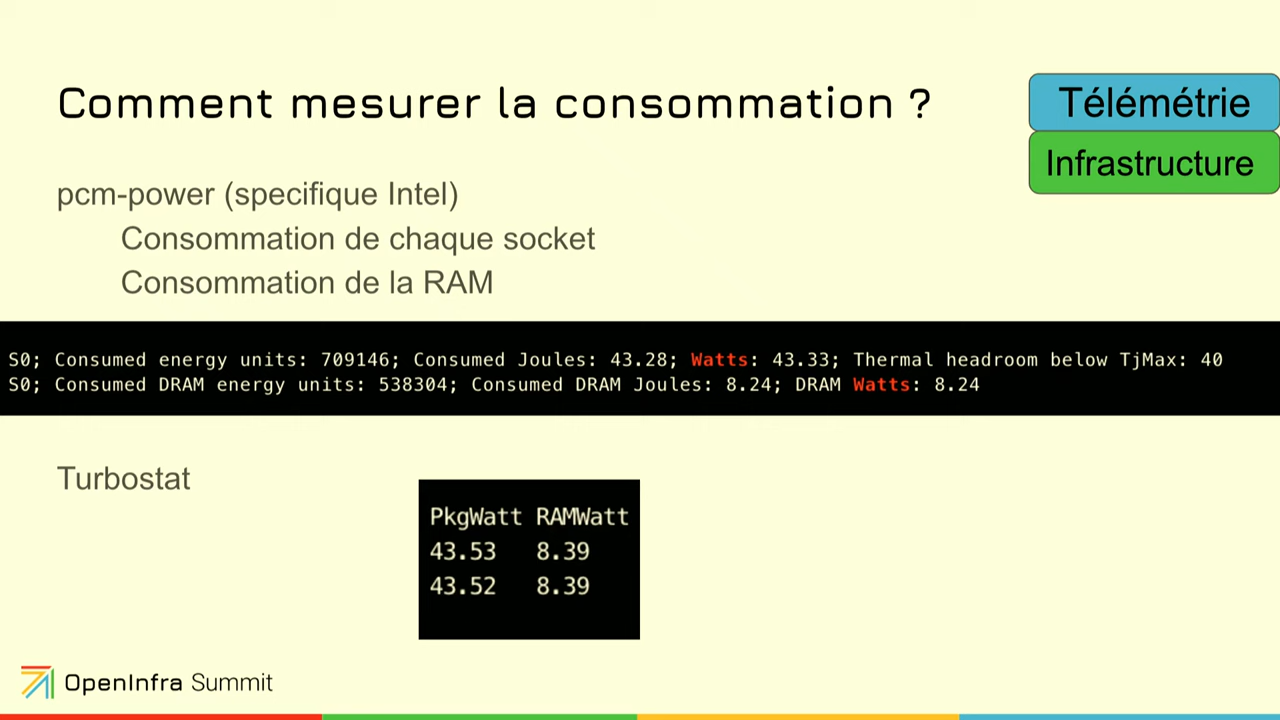 Comment mesurer la consommation ?
Télémétrie
Infrastructure
pcm-power (specifique Intel)
Consommation de chaque socket
Consommation de la RAM
S0; Consumed energy units: 709146; Consumed Joules: 43.28; Watts: 43.33; Thermal headroom below TjMax: 40
S0; Consumed DRAM energy units: 538304; Consumed DRAM Joules: 8.24; DRAM Watts: 8.24
Turbostat
PkgWatt RAMWatt
43.53 8.39
43.52 8.39
OpenInfra Summit